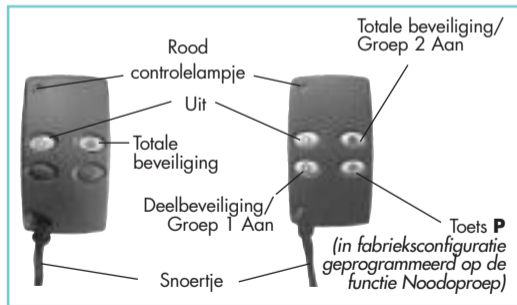 Totale beveiliging/
Groep 2 Aan
Rood
controlelampje
Uit
Totale
beveiliging
Deelbeveiliging/
Groep 1 Aan
Toets P
(in fabrieksconfiguratie
geprogrammeerd op de
functie Noodoproep)
Snoertje